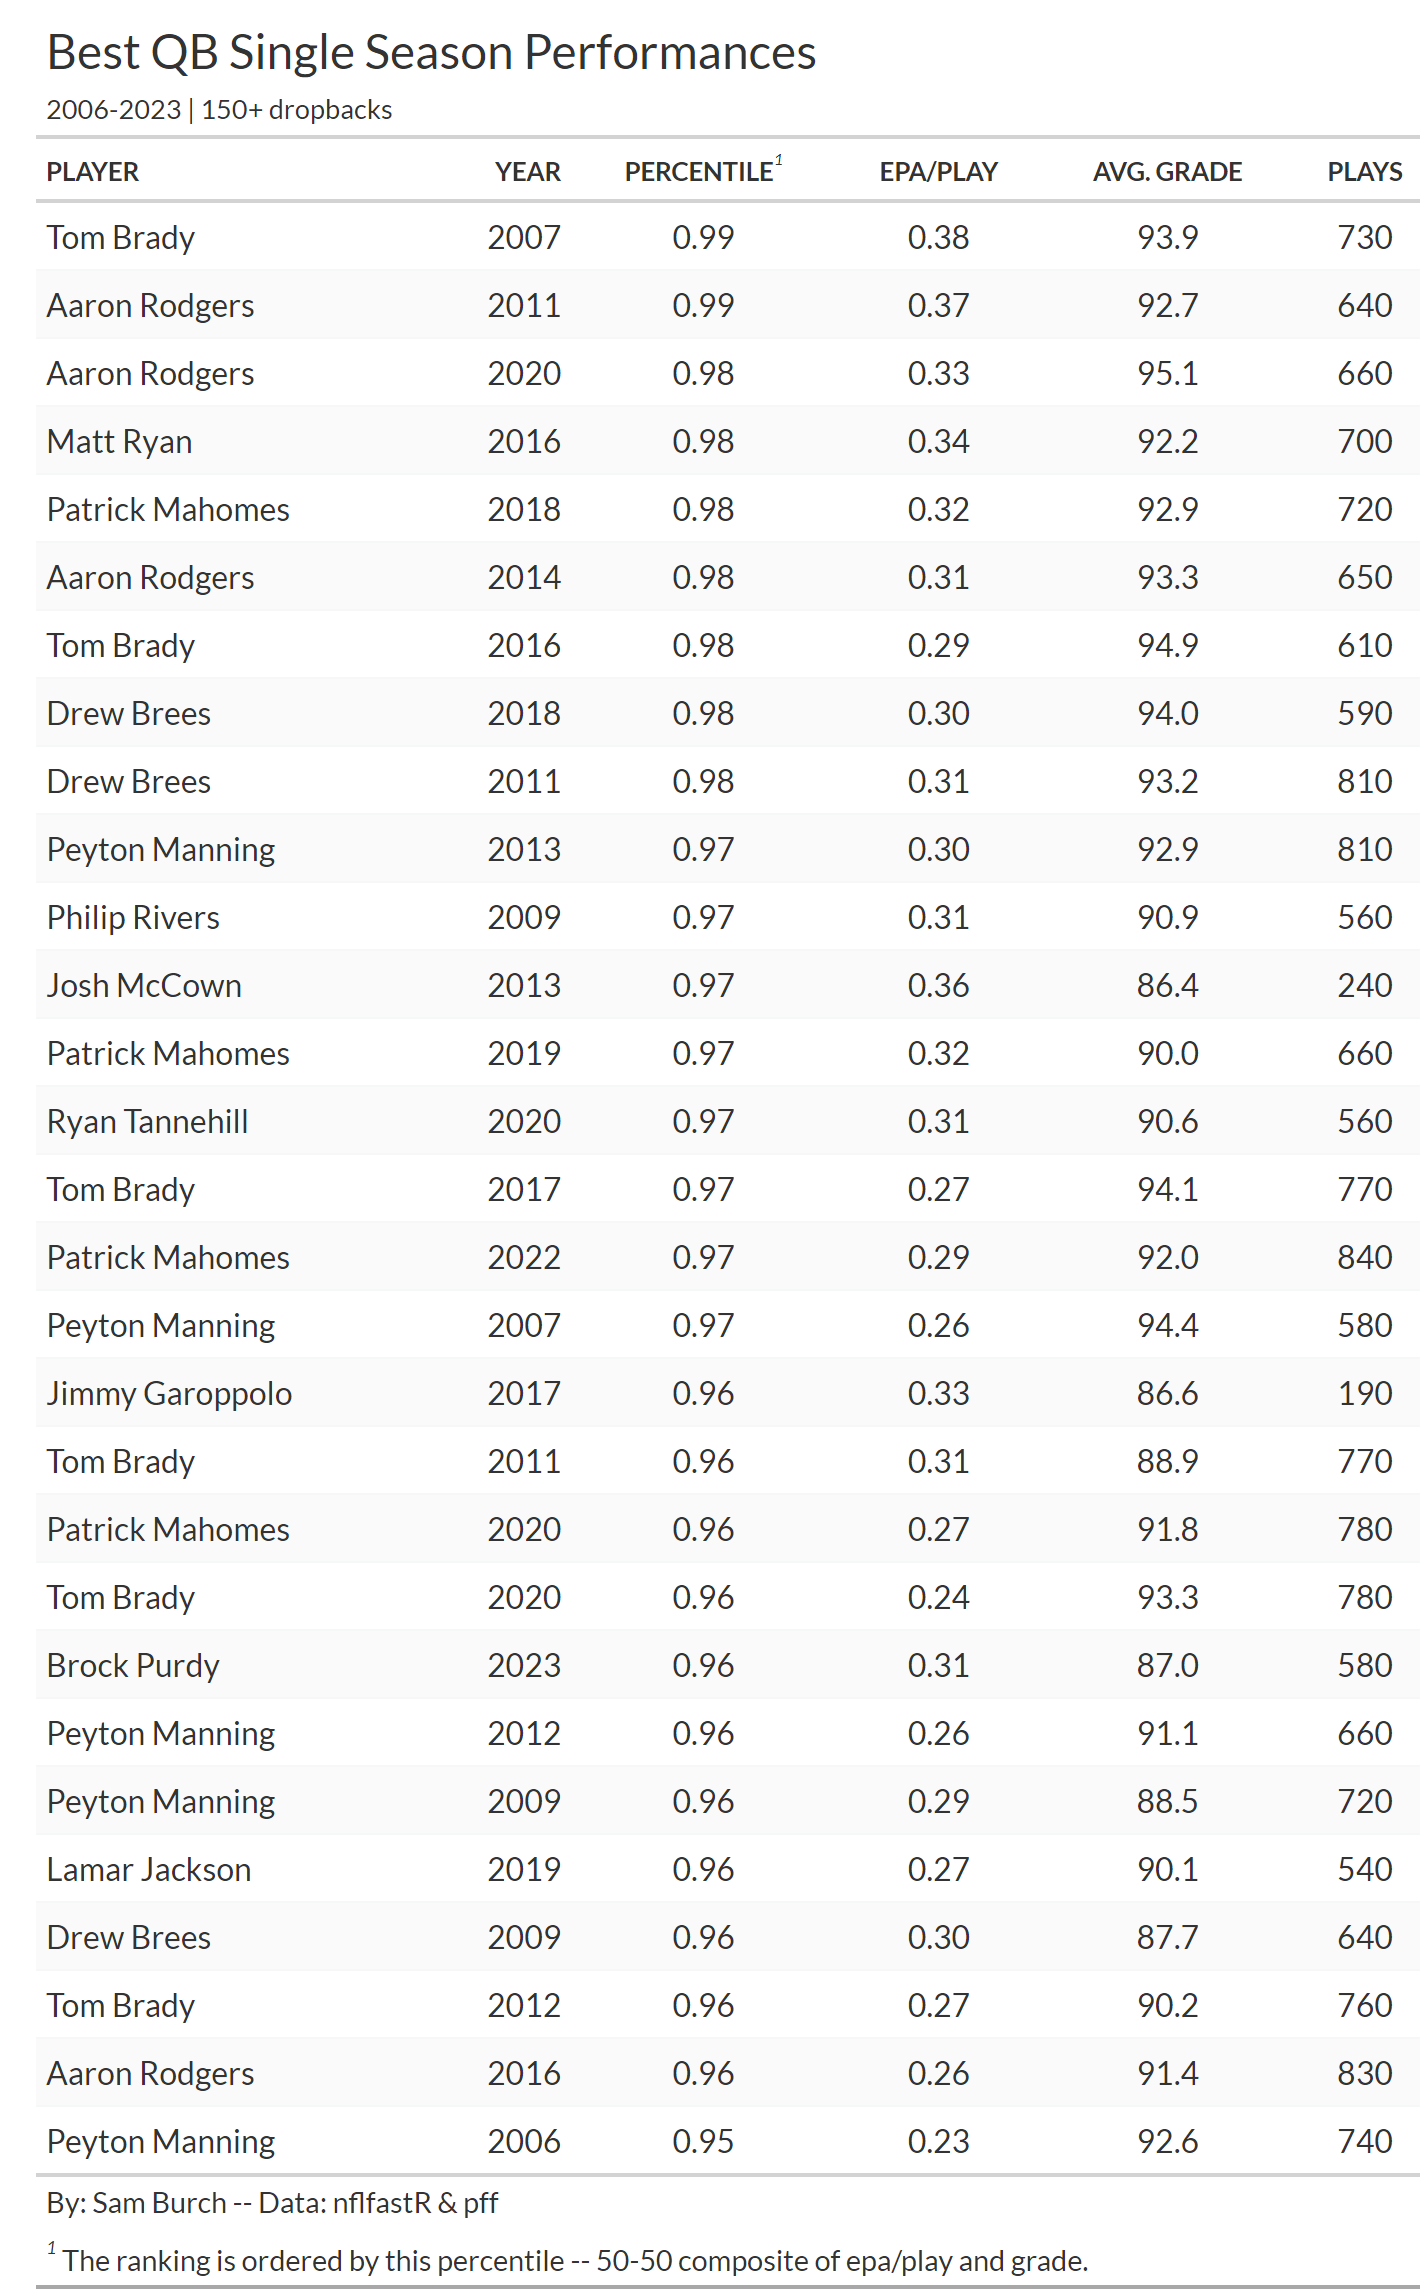 Best QB Single Season Performances
2006-2023 | 150+ dropbacks
PLAYER YEAR PERCENTILE1 EPA/PLAY AVG. GRADE PLAYS
Tom Brady 2007 0.99 0.38 93.9 730
Aaron Rodgers 2011 0.99 0.37 92.7 640
Aaron Rodgers 2020 0.98 0.33 95.1 660
Matt Ryan 2016 0.98 0.34 92.2 700
Patrick Mahomes 2018 0.98 0.32 92.9 720
Aaron Rodgers 2014 0.98 0.31 93.3 650
Tom Brady 2016 0.98 0.29 94.9 610
Drew Brees 2018 0.98 0.30 94.0 590
Drew Brees 2011 0.98 0.31 93.2 810
Peyton Manning 2013 0.97 0.30 92.9 810
Philip Rivers 2009 0.97 0.31 90.9 560
Josh McCown 2013 0.97 0.36 86.4 240
Patrick Mahomes 2019 0.97 0.32 90.0 660
Ryan Tannehill 2020 0.97 0.31 90.6 560
Tom Brady 2017 0.97 0.27 94.1 770
Patrick Mahomes 2022 0.97 0.29 92.0 840
Peyton Manning 2007 0.97 0.26 94.4 580
Jimmy Garoppolo 2017 0.96 0.33 86.6 190
Tom Brady 2011 0.96 0.31 88.9 770
Patrick Mahomes 2020 0.96 0.27 91.8 780
Tom Brady 2020 0.96 0.24 93.3 780
Brock Purdy 2023 0.96 0.31 87.0 580
Peyton Manning 2012 0.96 0.26 91.1 660
Peyton Manning 2009 0.96 0.29 88.5 720
Lamar Jackson 2019 0.96 0.27 90.1 540
Drew Brees 2009 0.96 0.30 87.7 640
Tom Brady 2012 0.96 0.27 90.2 760
Aaron Rodgers 2016 0.96 0.26 91.4 830
Peyton Manning 2006 0.95 0.23 92.6 740
By: Sam Burch -- Data: nflfastR & pff
1 The ranking is ordered by this percentile -- 50-50 composite of epa/play and grade.